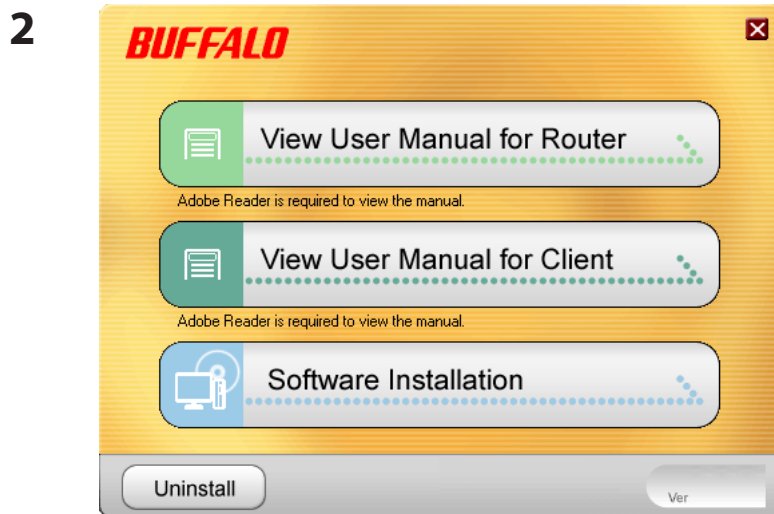 2
BUFFALO
View User Manual for Router
Adobe Reader is required to view the manual.
View User Manual for Client
Adobe Reader is required to view the manual.
Software Installation
Uninstall
Ver